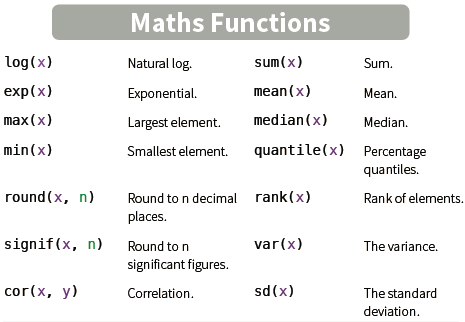 Maths Functions
log(x) Natural log. sum(x) Sum.
exp(x) Exponential. mean(x) Mean.
max(x) Largest element. median(x) Median.
min(x) Smallest element. quantile(x) Percentage
quantiles.
round(x, n) Round to n decimal rank(x) Rank of elements.
places.
signif(x, n) Round to n var(x) The variance.
significant figures.
cor(x, y) Correlation. sd(x) The standard
deviation.